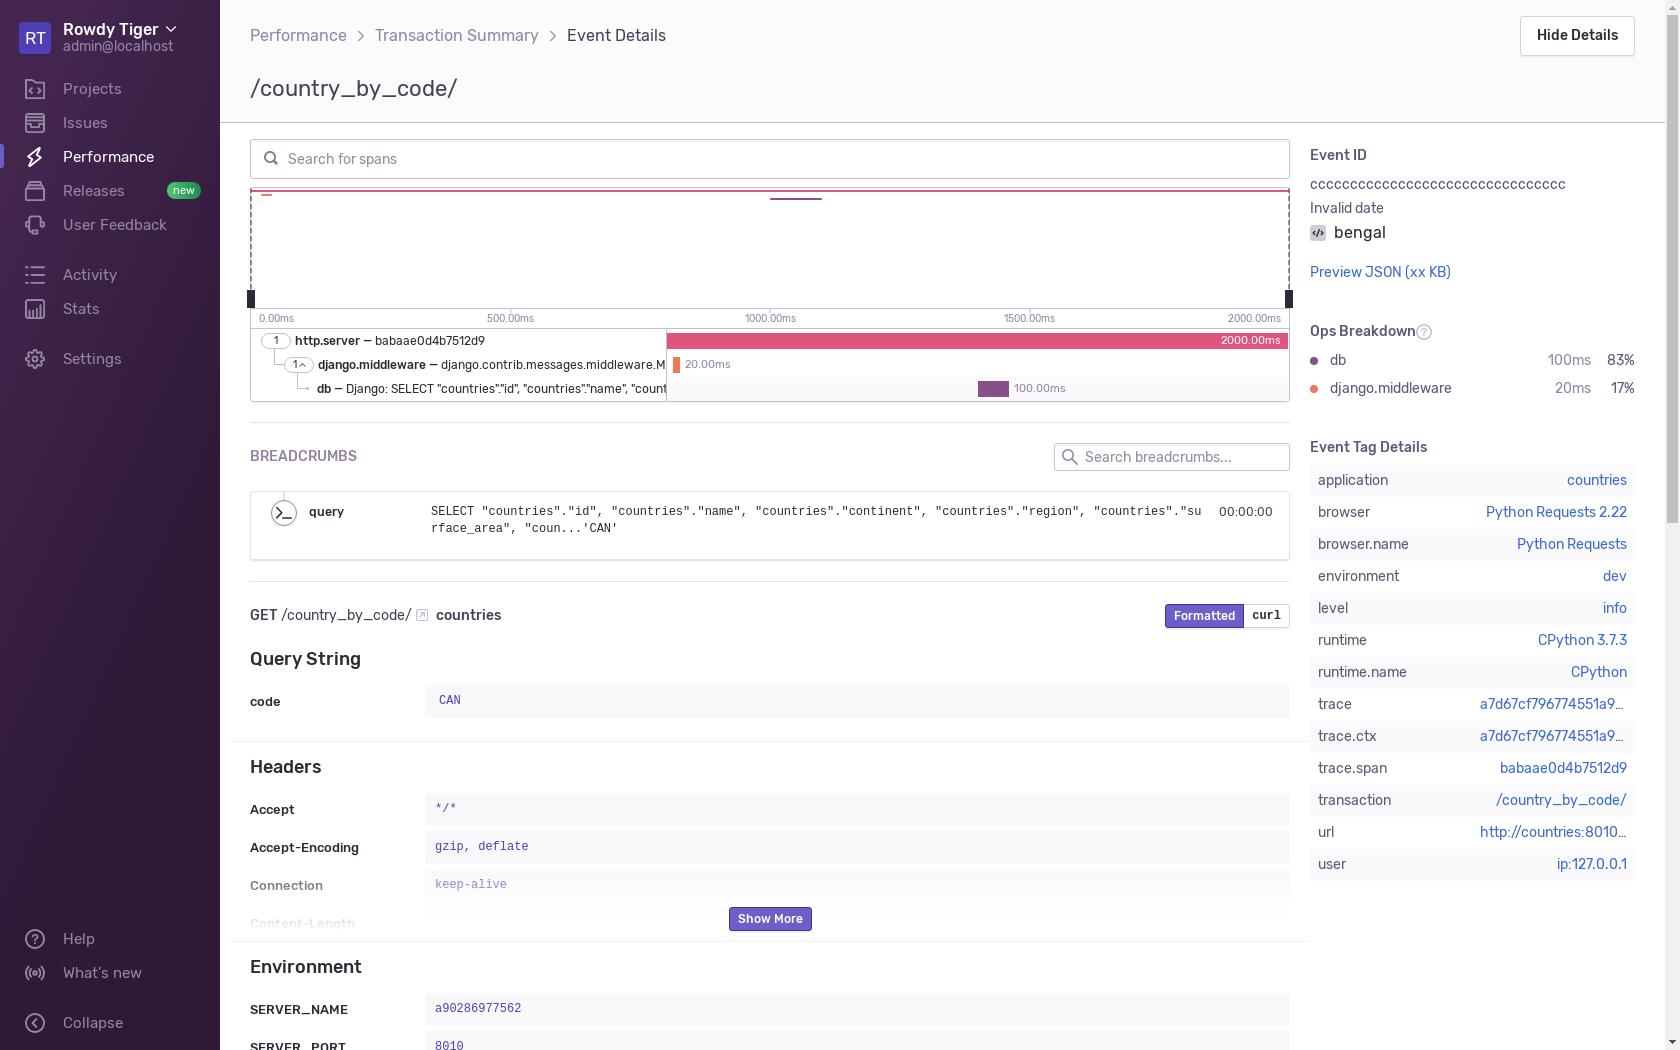 RT
Rowdy Tiger
admin@localhost
Projects
Issues
Performance
Releases new
User Feedback
Activity
Stats
Settings
Help
What's new
Collapse
Performance > Transaction Summary > Event Details
Hide Details
/country_by_code/
Search for spans
0.00ms 500.00ms 1000.00ms 1500.00ms 2000.00ms
1 http.server — babaae0d4b7512d9 2000.00ms
1 django.middleware — django.contrib.messages.middleware.M 20.00ms
db — Django: SELECT "countries"."id", "countries"."name", "count 100.00ms
BREADCRUMBS
Search breadcrumbs...
query SELECT "countries"."id", "countries"."name", "countries"."continent", "countries"."region", "countries"."su 00:00:00
rface_area", "coun...'CAN'
GET /country_by_code/ countries
Formatted curl
Query String
code CAN
Headers
Accept */*
Accept-Encoding gzip, deflate
Connection keep-alive
Content-Length
Show More
Environment
SERVER_NAME a90286977562
SERVER_PORT 8010
Event ID
cccccccccccccccccccccccccccccccc
Invalid date
bengal
Preview JSON (xx KB)
Ops Breakdown ?
db 100ms 83%
django.middleware 20ms 17%
Event Tag Details
application countries
browser Python Requests 2.22
browser.name Python Requests
environment dev
level info
runtime CPython 3.7.3
runtime.name CPython
trace a7d67cf796774551a9…
trace.ctx a7d67cf796774551a9…
trace.span babaae0d4b7512d9
transaction /country_by_code/
url http://countries:8010…
user ip:127.0.0.1